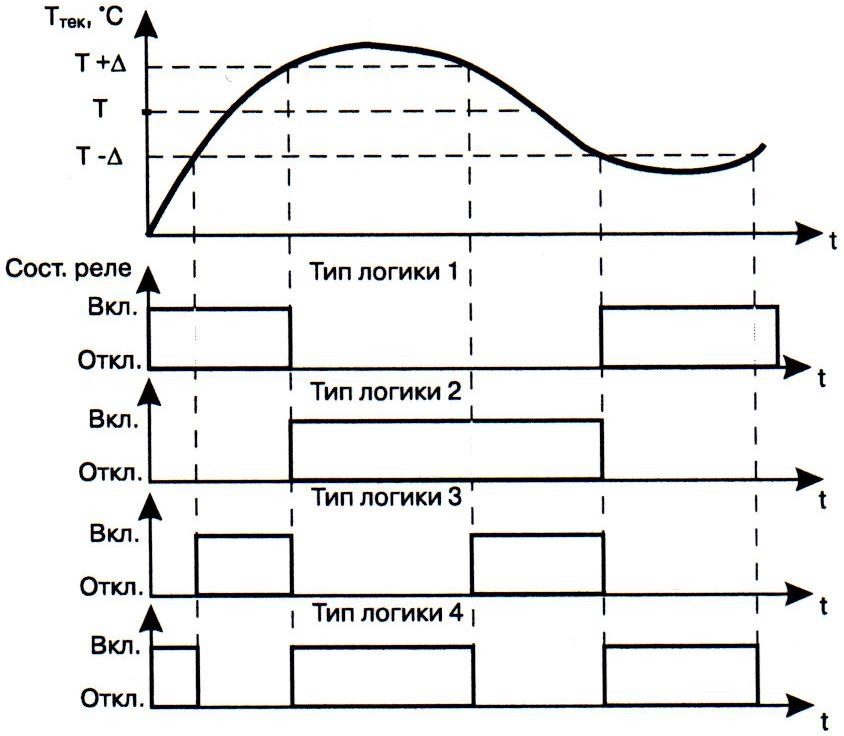 Tтек, °C
T +Δ
T
T -Δ
t
Сост. реле
Тип логики 1
Вкл.
Откл.
t
Тип логики 2
Вкл.
Откл.
t
Тип логики 3
Вкл.
Откл.
t
Тип логики 4
Вкл.
Откл.
t